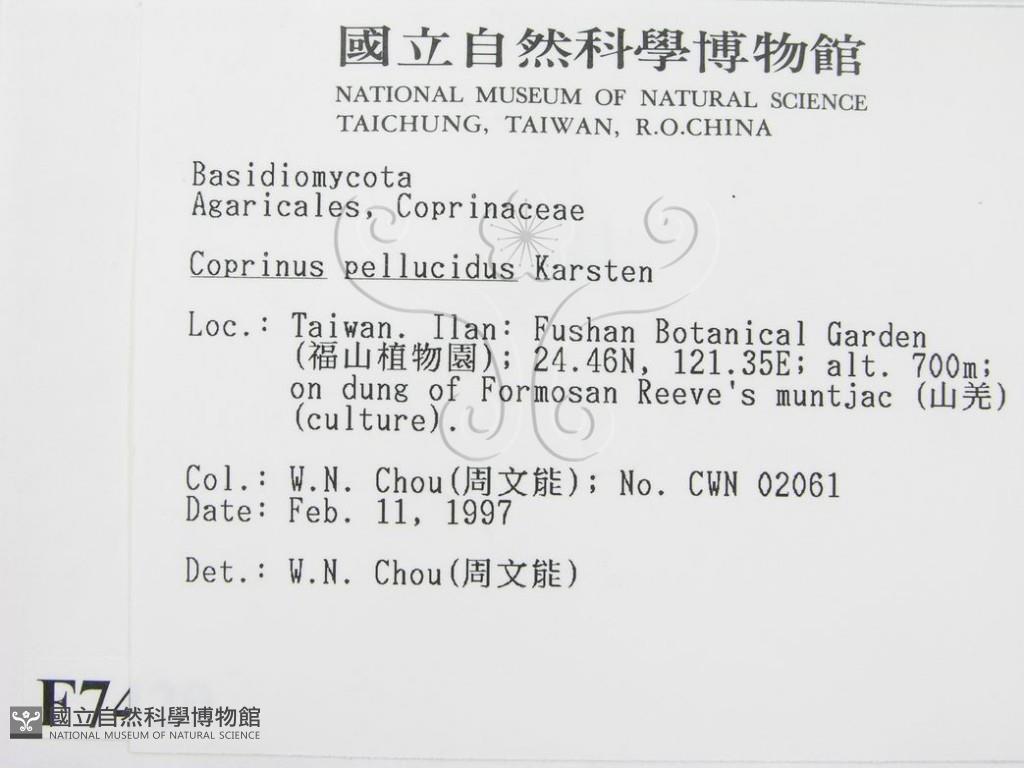 國立自然科學博物館
NATIONAL MUSEUM OF NATURAL SCIENCE
TAICHUNG, TAIWAN, R.O.CHINA
Basidiomycota
Agaricales, Coprinaceae
Coprinus pellucidus Karsten
Loc.: Taiwan. Ilan: Fushan Botanical Garden
(福山植物園); 24.46N, 121.35E; alt. 700m;
on dung of Formosan Reeve's muntjac (山羌)
(culture).
Col.: W.N. Chou(周文能); No. CWN 02061
Date: Feb. 11, 1997
Det.: W.N. Chou(周文能)
國立自然科學博物館
NATIONAL MUSEUM OF NATURAL SCIENCE